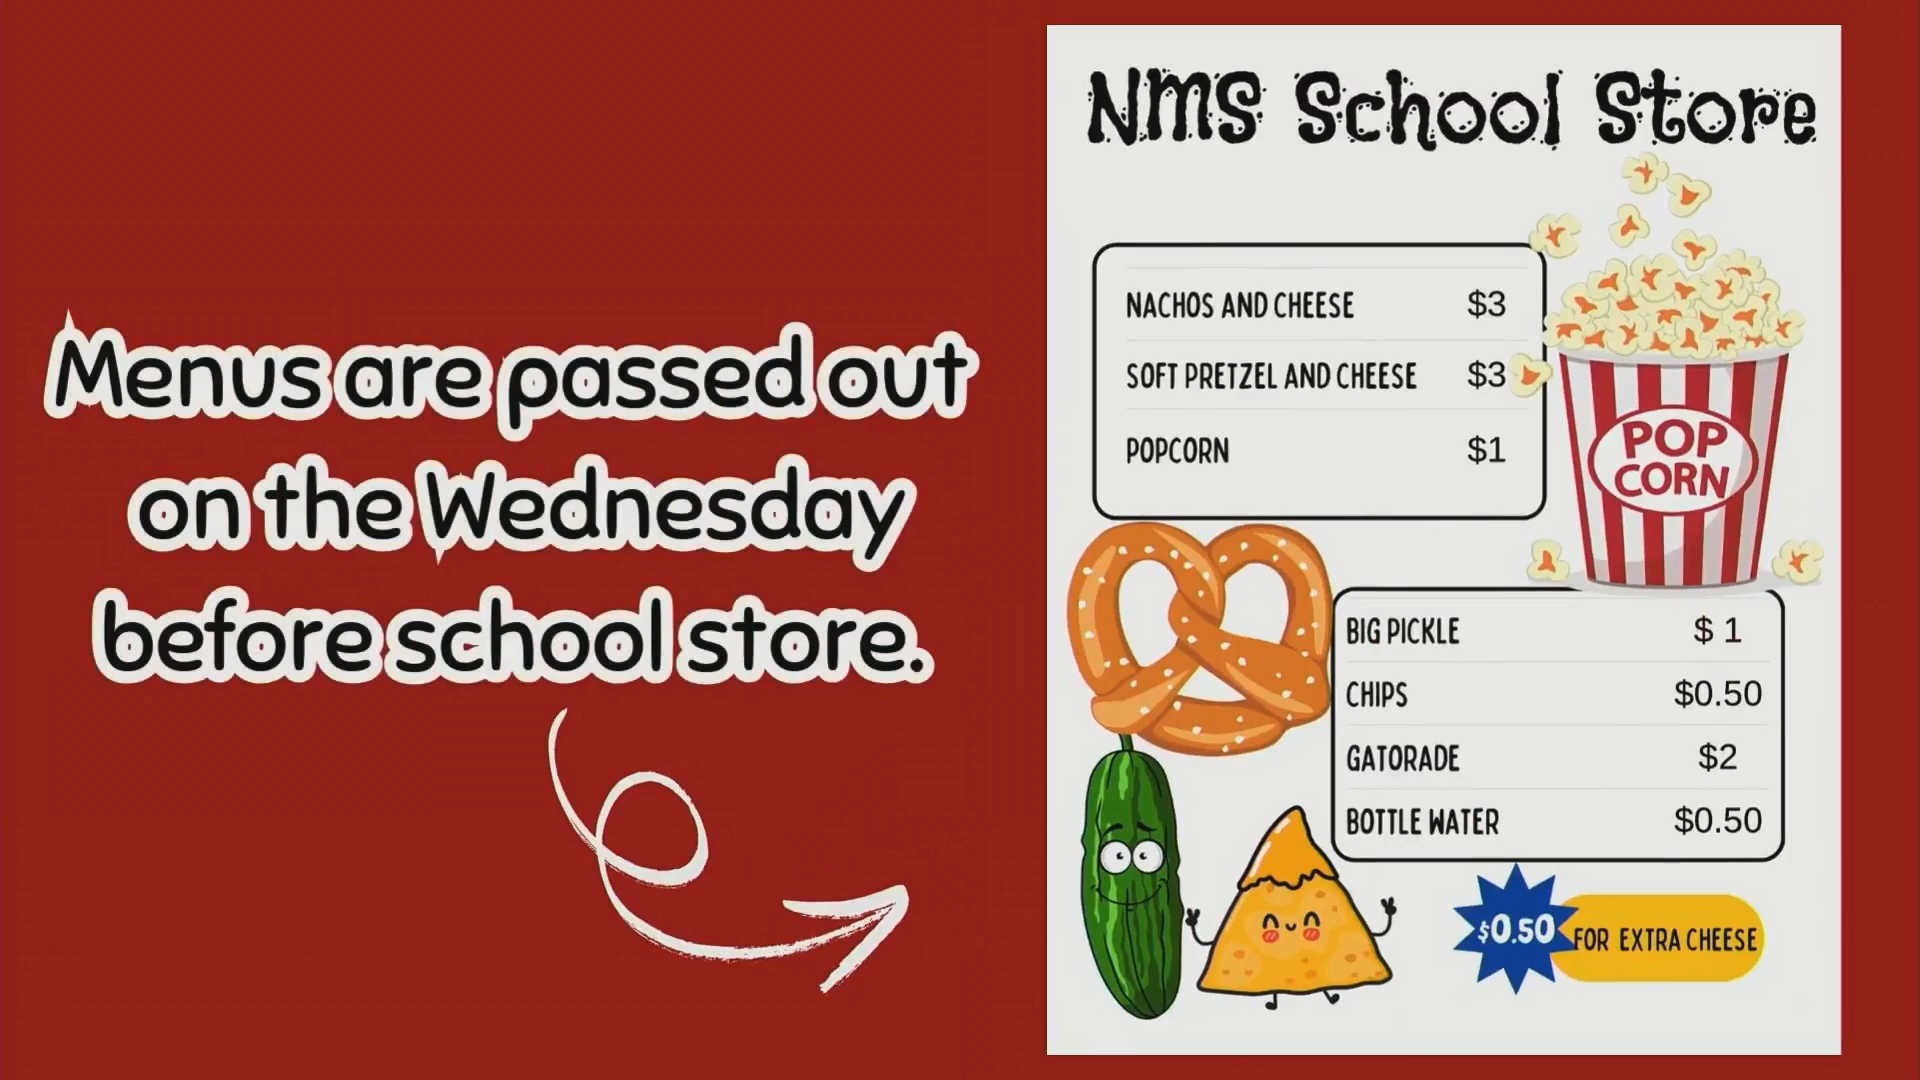 Menus are passed out
on the Wednesday
before school store.
NMS School Store
NACHOS AND CHEESE $3
SOFT PRETZEL AND CHEESE $3
POPCORN $1
POP
CORN
BIG PICKLE $ 1
CHIPS $0.50
GATORADE $2
BOTTLE WATER $0.50
$0.50 FOR EXTRA CHEESE